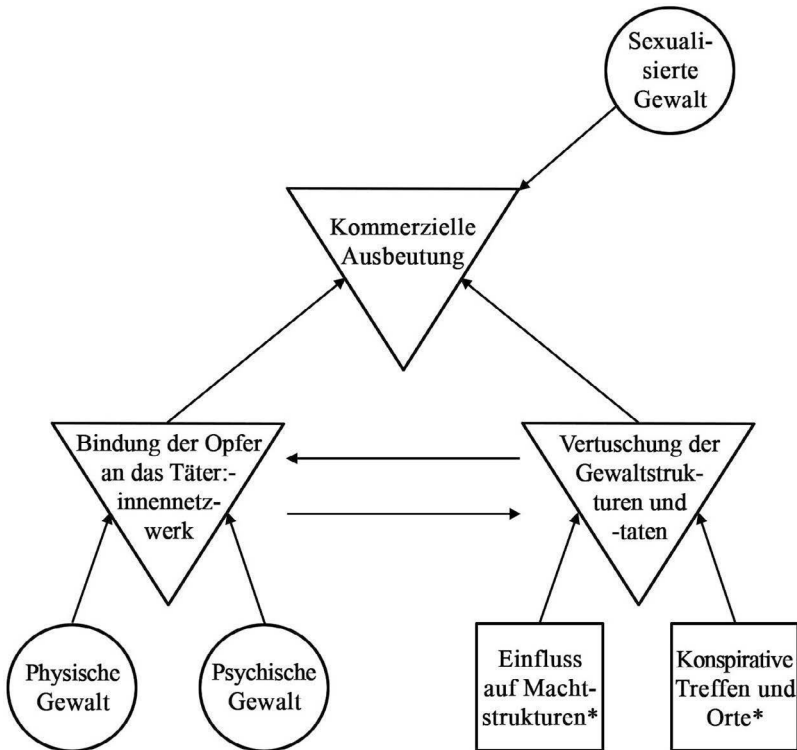 Sexuali-
sierte
Gewalt
Kommerzielle
Ausbeutung
Bindung der Opfer
an das Täter:-
innennetz-
werk
Vertuschung der
Gewaltstruk-
turen und
-taten
Physische
Gewalt
Psychische
Gewalt
Einfluss
auf Macht-
strukturen*
Konspirative
Treffen und
Orte*